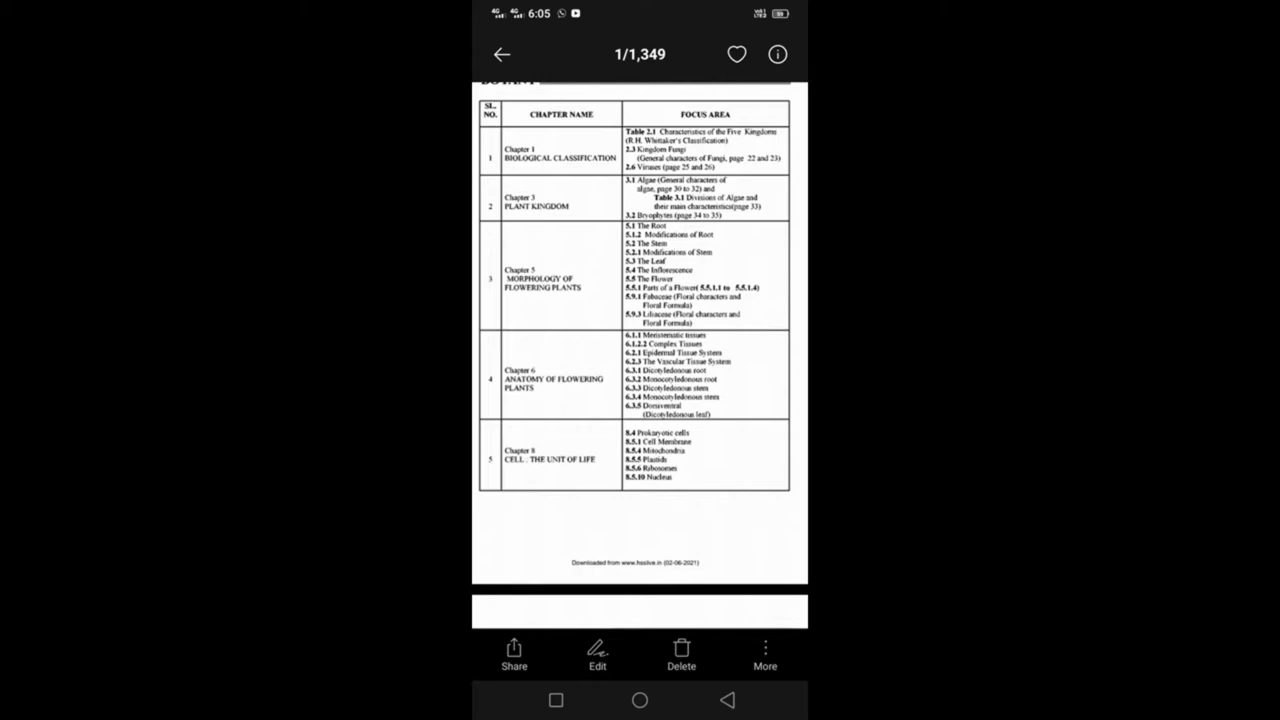 4G 4G 6:05
1/1,349
SL. NO. CHAPTER NAME FOCUS AREA
1 Chapter 1
BIOLOGICAL CLASSIFICATION
Table 2.1 Characteristics of the Five Kingdoms
(R H. Whittaker's Classification)
2.3 Kingdom Fungi
(General characters of Fungi, page 22 and 23)
2.6 Viruses (page 25 and 26)
2 Chapter 3
PLANT KINGDOM
3.1 Algae (General characters of
algae, page 30 to 32) and
Table 3.1 Divisions of Algae and
their main characteristics(page 33)
3.2 Bryophytes (page 34 to 35)
3 Chapter 5
MORPHOLOGY OF
FLOWERING PLANTS
5.1 The Root
5.1.2 Modifications of Root
5.2 The Stem
5.2.1 Modifications of Stem
5.3 The Leaf
5.4 The Inflorescence
5.5 The Flower
5.5.1 Parts of a Flower( 5.5.1.1 to 5.5.1.4)
5.9.1 Fabaceae (Floral characters and
Floral Formula)
5.9.3 Liliaceae (Floral characters and
Floral Formula)
4 Chapter 6
ANATOMY OF FLOWERING
PLANTS
6.1.1 Meristematic tissues
6.1.2.2 Complex Tissues
6.2.1 Epidermal Tissue System
6.2.3 The Vascular Tissue System
6.3.1 Dicotyledonous root
6.3.2 Monocotyledonous root
6.3.3 Dicotyledonous stem
6.3.4 Monocotyledonous stem
6.3.5 Dorsiventral
(Dicotyledonous leaf)
5 Chapter 8
CELL : THE UNIT OF LIFE
8.4 Prokaryotic cells
8.5.1 Cell Membrane
8.5.4 Mitochondria
8.5.5 Plastids
8.5.6 Ribosomes
8.5.10 Nucleus
Downloaded from www.hsslive.in (02-06-2021)
Share Edit Delete More